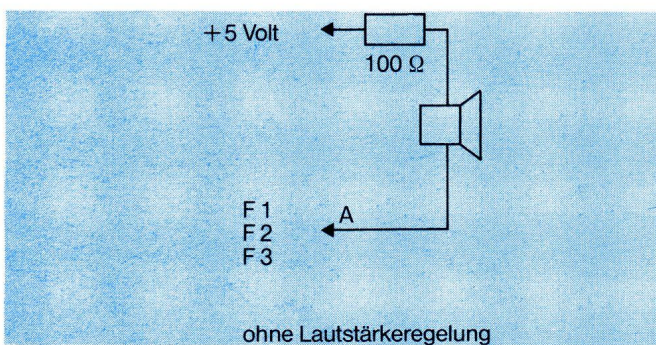 +5 Volt
100 Ω
A
F 1
F 2
F 3
ohne Lautstärkeregelung